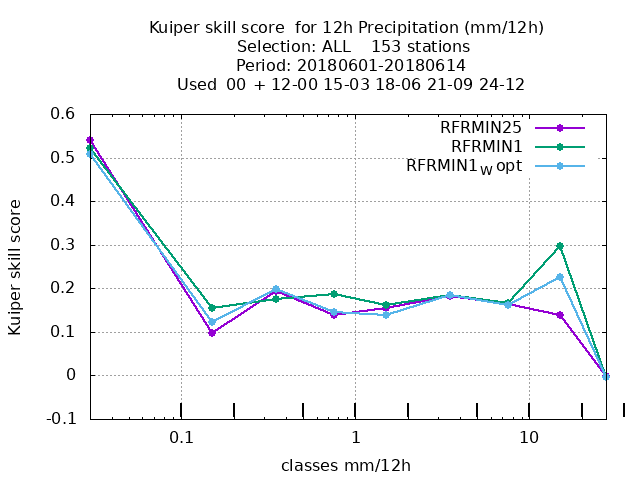 Kuiper skill score  for 12h Precipitation (mm/12h)
Selection: ALL    153 stations
Period: 20180601-20180614
Used  00 + 12-00 15-03 18-06 21-09 24-12
RFRMIN25
RFRMIN1
RFRMIN1W opt
0.6
0.5
0.4
0.3
0.2
0.1
0
-0.1
Kuiper skill score
0.1 1 10
classes mm/12h